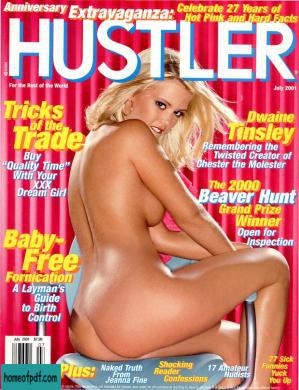 Anniversary Extravaganza: Celebrate 27 Years of
Hot Pink and Hard Facts
HUSTLER
For the Rest of the World
July 2001
Tricks
of the
Trade
Buy
"Quality Time"
With Your
XXX
Dream Girl
Dwaine
Tinsley
Remembering the
Twisted Creator of
Chester the Molester
The 2000
Beaver Hunt
Grand Prize
Winner
Open for
Inspection
Baby-
Free
Fornication
A Layman's
Guide
to Birth
Control
July 2001
Plus:
Naked Truth
From
Jeanna Fine
Shocking
Reader
Confessions
17 Amateur
Nudists
27 Sick
Funnies
Yuck
You Up
homeofpdf.com